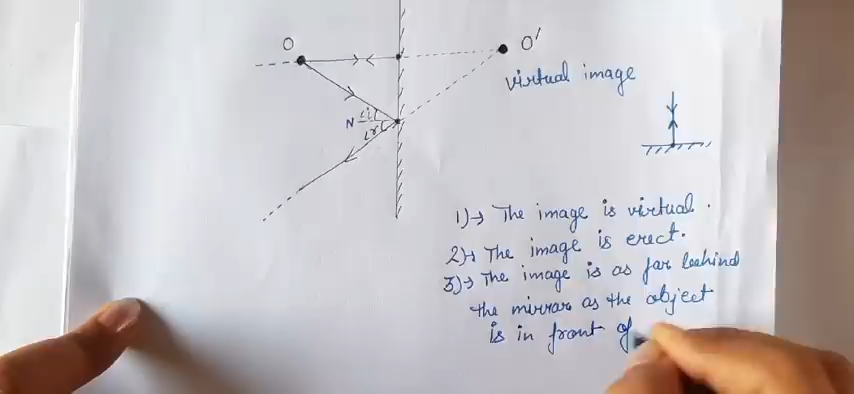 O
O'
virtual image
N ∠i
∠r
1)→ The image is virtual.
2)→ The image is erect.
3)→ The image is as far behind
the mirror as the object
is in front of